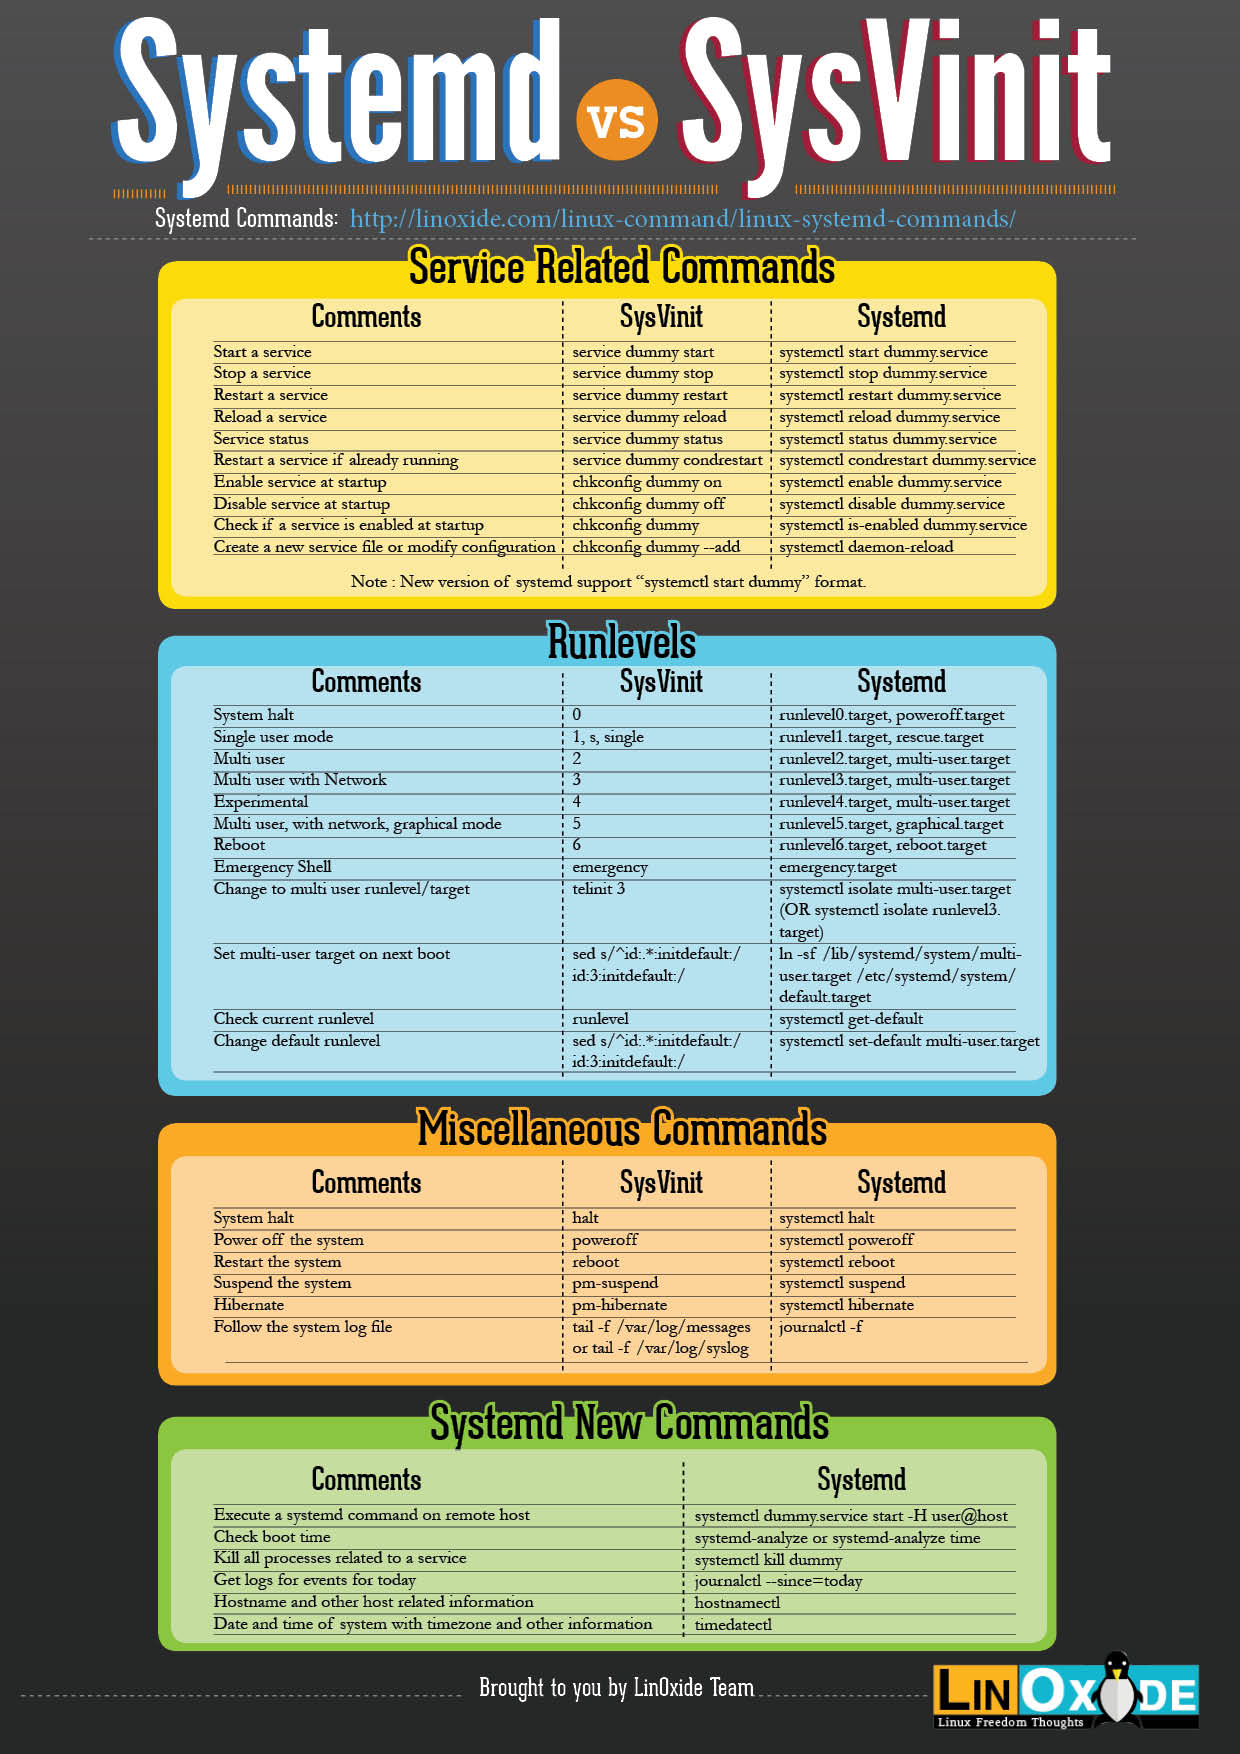 Systemd vs SysVinit
Systemd Commands: http://linoxide.com/linux-command/linux-systemd-commands/
Service Related Commands
Comments SysVinit Systemd
Start a service service dummy start systemctl start dummy.service
Stop a service service dummy stop systemctl stop dummy.service
Restart a service service dummy restart systemctl restart dummy.service
Reload a service service dummy reload systemctl reload dummy.service
Service status service dummy status systemctl status dummy.service
Restart a service if already running service dummy condrestart systemctl condrestart dummy.service
Enable service at startup chkconfig dummy on systemctl enable dummy.service
Disable service at startup chkconfig dummy off systemctl disable dummy.service
Check if a service is enabled at startup chkconfig dummy systemctl is-enabled dummy.service
Create a new service file or modify configuration chkconfig dummy --add systemctl daemon-reload
Note : New version of systemd support “systemctl start dummy” format.
Runlevels
Comments SysVinit Systemd
System halt 0 runlevel0.target, poweroff.target
Single user mode 1, s, single runlevel1.target, rescue.target
Multi user 2 runlevel2.target, multi-user.target
Multi user with Network 3 runlevel3.target, multi-user.target
Experimental 4 runlevel4.target, multi-user.target
Multi user, with network, graphical mode 5 runlevel5.target, graphical.target
Reboot 6 runlevel6.target, reboot.target
Emergency Shell emergency emergency.target
Change to multi user runlevel/target telinit 3 systemctl isolate multi-user.target
(OR systemctl isolate runlevel3.
target)
Set multi-user target on next boot sed s/^id:.*:initdefault:/ ln -sf /lib/systemd/system/multi-
id:3:initdefault:/ user.target /etc/systemd/system/
default.target
Check current runlevel runlevel systemctl get-default
Change default runlevel sed s/^id:.*:initdefault:/ systemctl set-default multi-user.target
id:3:initdefault:/
Miscellaneous Commands
Comments SysVinit Systemd
System halt halt systemctl halt
Power off the system poweroff systemctl poweroff
Restart the system reboot systemctl reboot
Suspend the system pm-suspend systemctl suspend
Hibernate pm-hibernate systemctl hibernate
Follow the system log file tail -f /var/log/messages journalctl -f
or tail -f /var/log/syslog
Systemd New Commands
Comments Systemd
Execute a systemd command on remote host systemctl dummy.service start -H user@host
Check boot time systemd-analyze or systemd-analyze time
Kill all processes related to a service systemctl kill dummy
Get logs for events for today journalctl --since=today
Hostname and other host related information hostnamectl
Date and time of system with timezone and other information timedatectl
Brought to you by LinOxide Team
LINOXIDE
Linux Freedom Thoughts